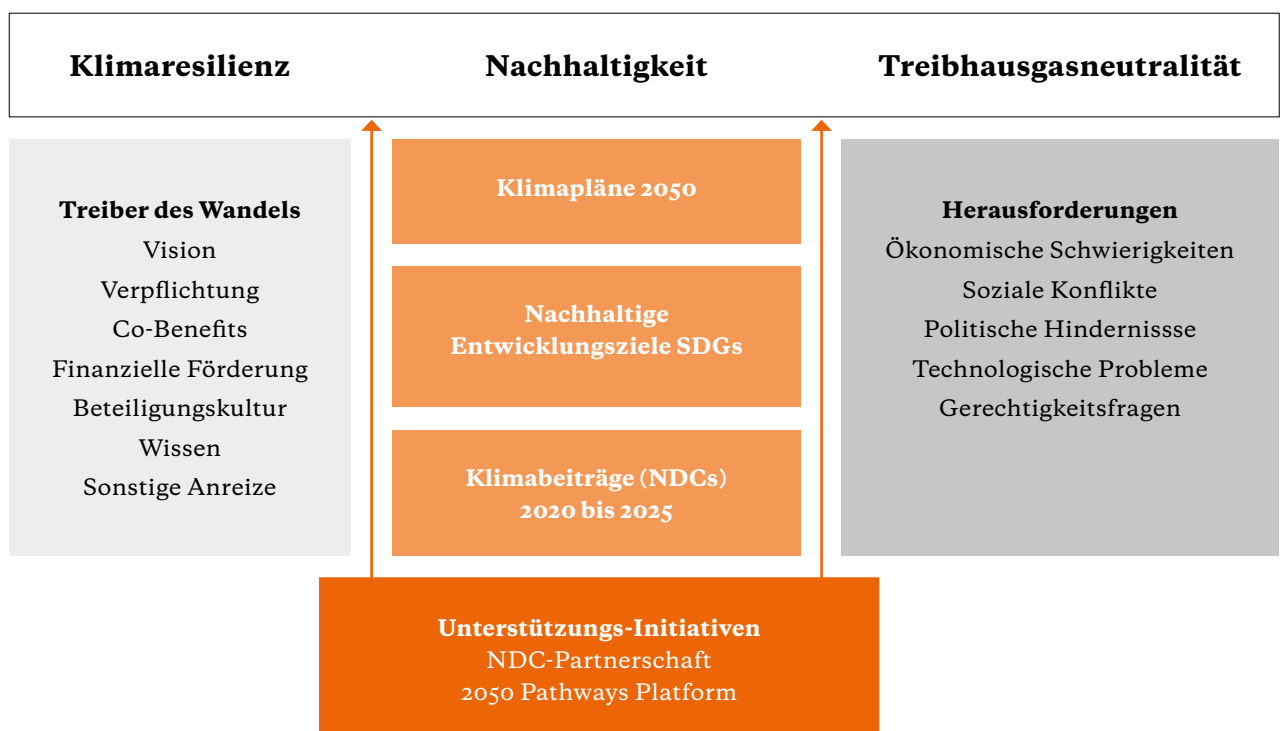 Klimaresilienz
Nachhaltigkeit
Treibhausgasneutralität
Treiber des Wandels
Vision
Verpflichtung
Co-Benefits
Finanzielle Förderung
Beteiligungskultur
Wissen
Sonstige Anreize
Klimapläne 2050
Nachhaltige
Entwicklungsziele SDGs
Klimabeiträge (NDCs)
2020 bis 2025
Herausforderungen
Ökonomische Schwierigkeiten
Soziale Konflikte
Politische Hindernissse
Technologische Probleme
Gerechtigkeitsfragen
Unterstützungs-Initiativen
NDC-Partnerschaft
2050 Pathways Platform